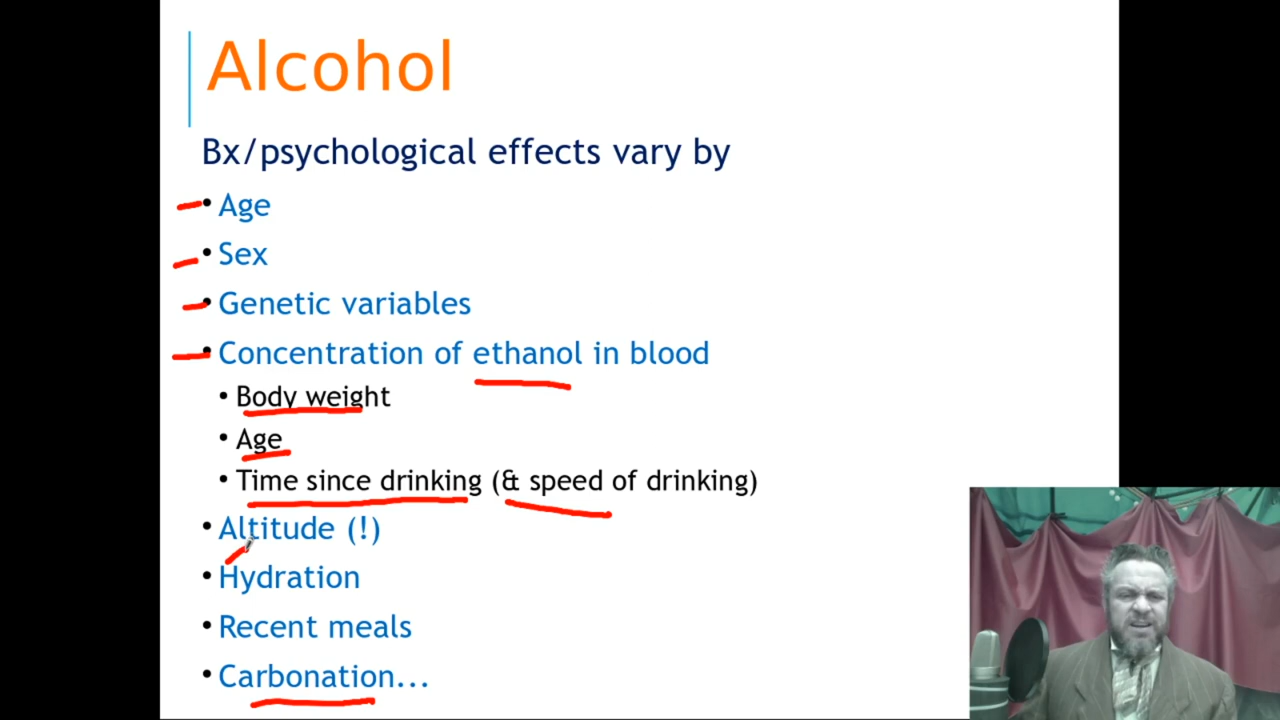 Alcohol
Bx/psychological effects vary by
• Age
• Sex
• Genetic variables
• Concentration of ethanol in blood
• Body weight
• Age
• Time since drinking (& speed of drinking)
• Altitude (!)
• Hydration
• Recent meals
• Carbonation...